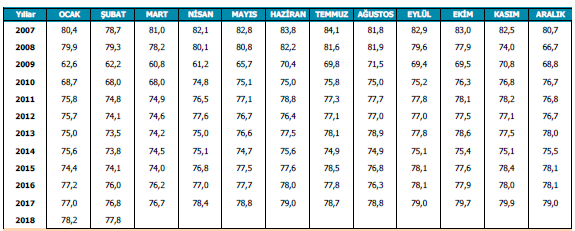 Yıllar OCAK ŞUBAT MART NİSAN MAYIS HAZİRAN TEMMUZ AĞUSTOS EYLÜL EKİM KASIM ARALIK
2007 80,4 78,7 81,0 82,1 82,8 83,8 84,1 81,8 82,9 83,0 82,5 80,7
2008 79,9 79,3 78,2 80,1 80,8 82,2 81,6 81,9 79,6 77,9 74,0 66,7
2009 62,6 62,2 60,8 61,2 65,7 70,4 69,8 71,5 69,4 69,5 70,8 68,8
2010 68,7 68,0 68,0 74,8 75,1 75,0 75,8 75,0 75,2 76,3 76,8 76,7
2011 75,8 74,8 74,9 76,5 77,1 78,8 77,3 77,7 77,8 78,1 78,2 76,8
2012 75,7 74,1 74,6 77,6 76,7 76,4 77,1 77,0 77,0 77,5 77,1 76,7
2013 75,0 73,5 74,2 75,0 76,6 77,5 78,1 78,9 77,8 78,6 77,5 78,0
2014 75,6 73,8 74,5 75,1 74,7 75,6 74,9 74,9 75,1 75,4 75,1 75,5
2015 74,4 74,1 74,0 76,8 77,5 77,6 78,5 76,8 78,1 77,6 78,4 78,1
2016 77,2 76,0 76,2 77,0 77,7 78,0 77,8 76,3 78,1 77,9 78,0 78,1
2017 77,0 76,8 76,7 78,4 78,8 79,0 78,7 78,8 79,0 79,7 79,9 79,0
2018 78,2 77,8